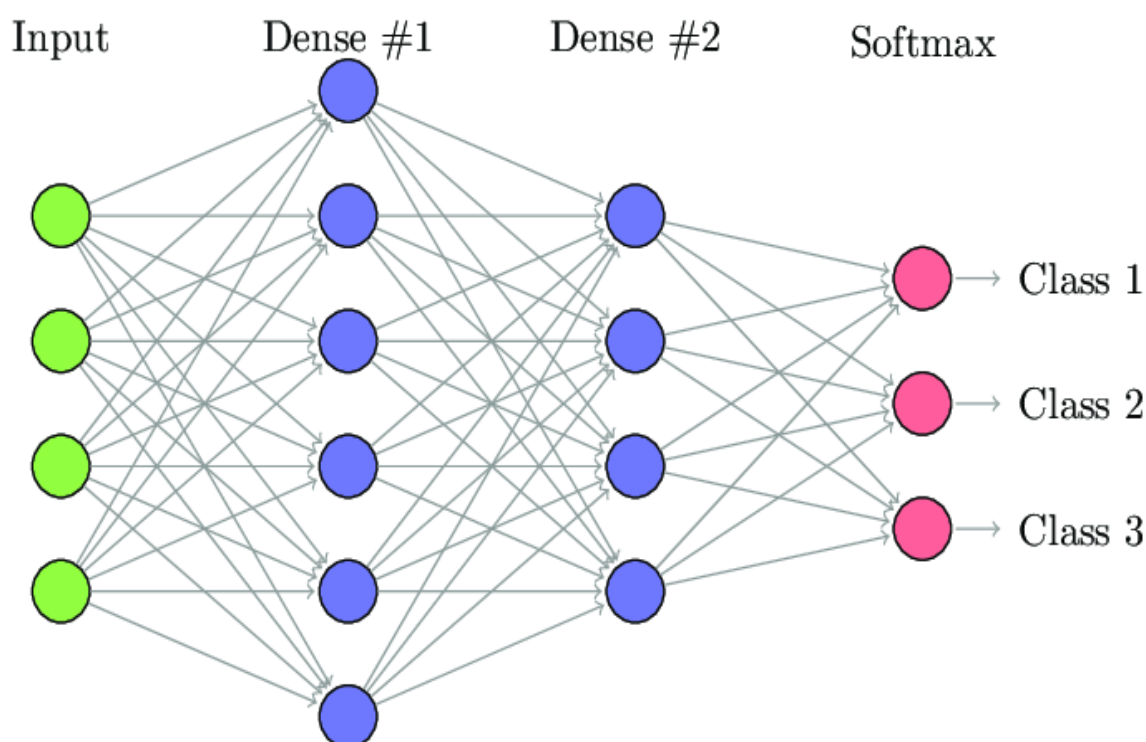 Input
Dense #1
Dense #2
Softmax
Class 1
Class 2
Class 3